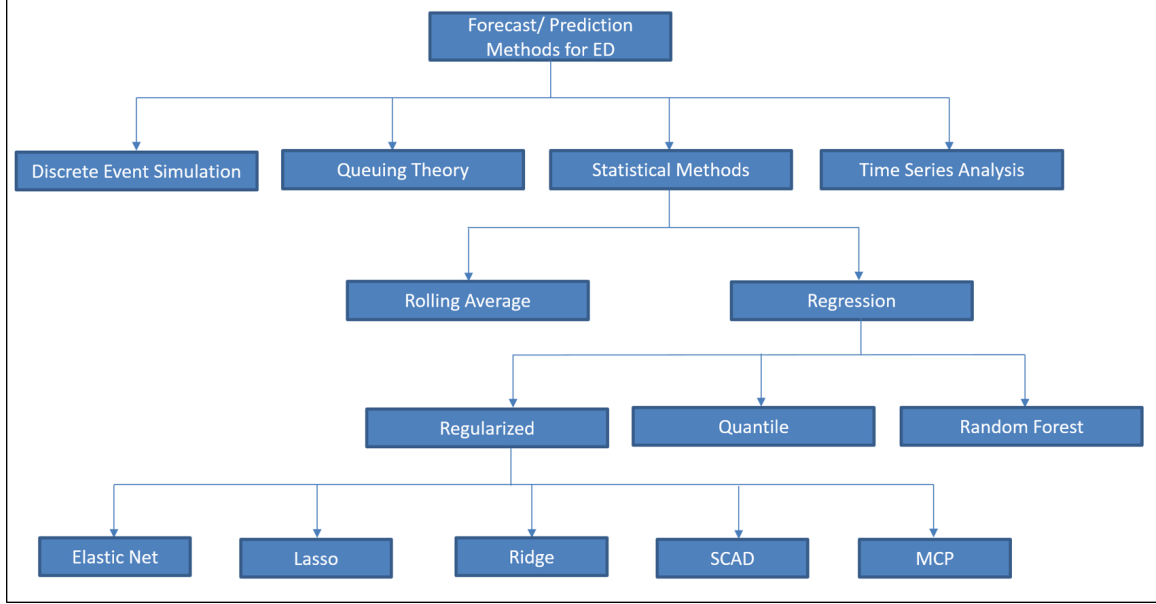 Forecast/ Prediction
Methods for ED
Discrete Event Simulation
Queuing Theory
Statistical Methods
Time Series Analysis
Rolling Average
Regression
Regularized
Quantile
Random Forest
Elastic Net
Lasso
Ridge
SCAD
MCP